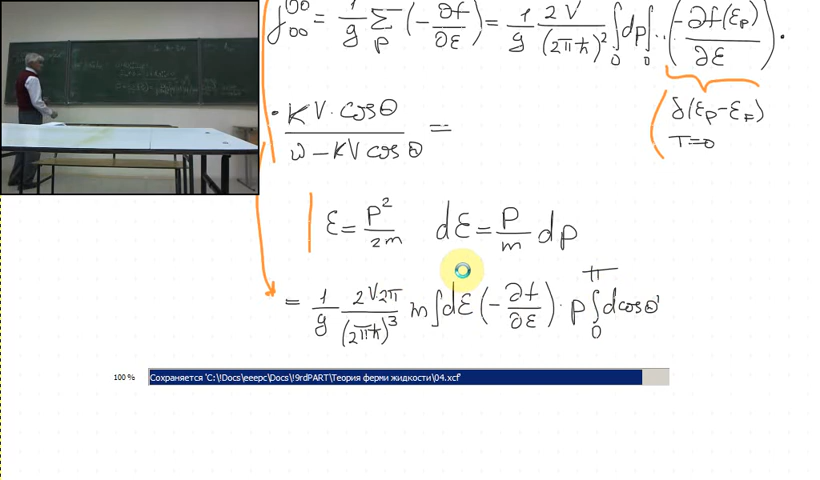 f₀₀⁰⁰ = 1/g ∑_p (−∂f/∂ε) = 1/g 2V/(2πħ)² ∫₀ dp ∫₀ .. (−∂f(ε_p)/∂ε) ·
· KV·cosθ/(ω − KV cosθ) =
δ(ε_p − ε_F)
T=0
ε = p²/2m dε = p/m dp
= 1/g 2V2π/(2πħ)³ m ∫dε (−∂f/∂ε) · p ∫₀^π dcosθ'
100 % Сохраняется 'C:\!Docs\eeepc\Docs\!9rdPART\Теория ферми жидкости\04.xcf'